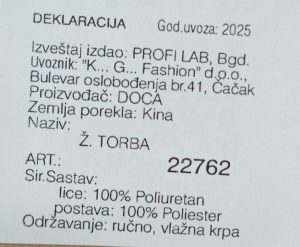 DEKLARACIJA God.uvoza: 2025
Izveštaj izdao: PROFI LAB, Bgd.
Uvoznik: "K... G... Fashion" d.o.o.,
Bulevar oslobođenja br.41, Čačak
Proizvođač: DOCA
Zemlja porekla: Kina
Naziv:
Ž. TORBA
ART.: 22762
Sir.Sastav:
lice: 100% Poliuretan
postava: 100% Poliester
Održavanje: ručno, vlažna krpa